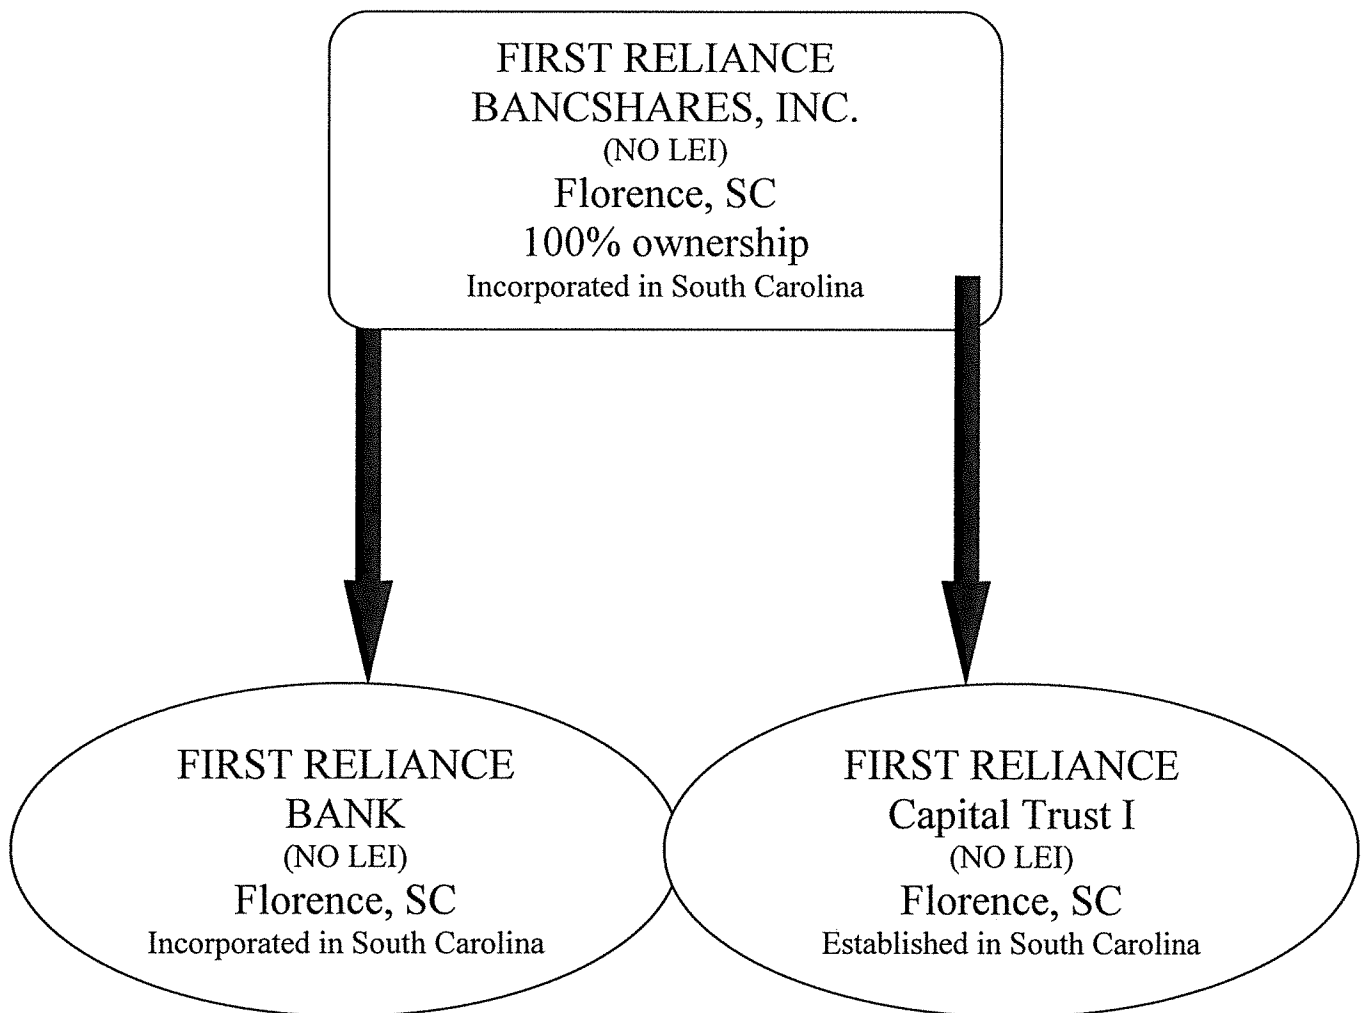 FIRST RELIANCE
BANCSHARES, INC.
(NO LEI)
Florence, SC
100% ownership
Incorporated in South Carolina
FIRST RELIANCE
BANK
(NO LEI)
Florence, SC
Incorporated in South Carolina
FIRST RELIANCE
Capital Trust I
(NO LEI)
Florence, SC
Established in South Carolina